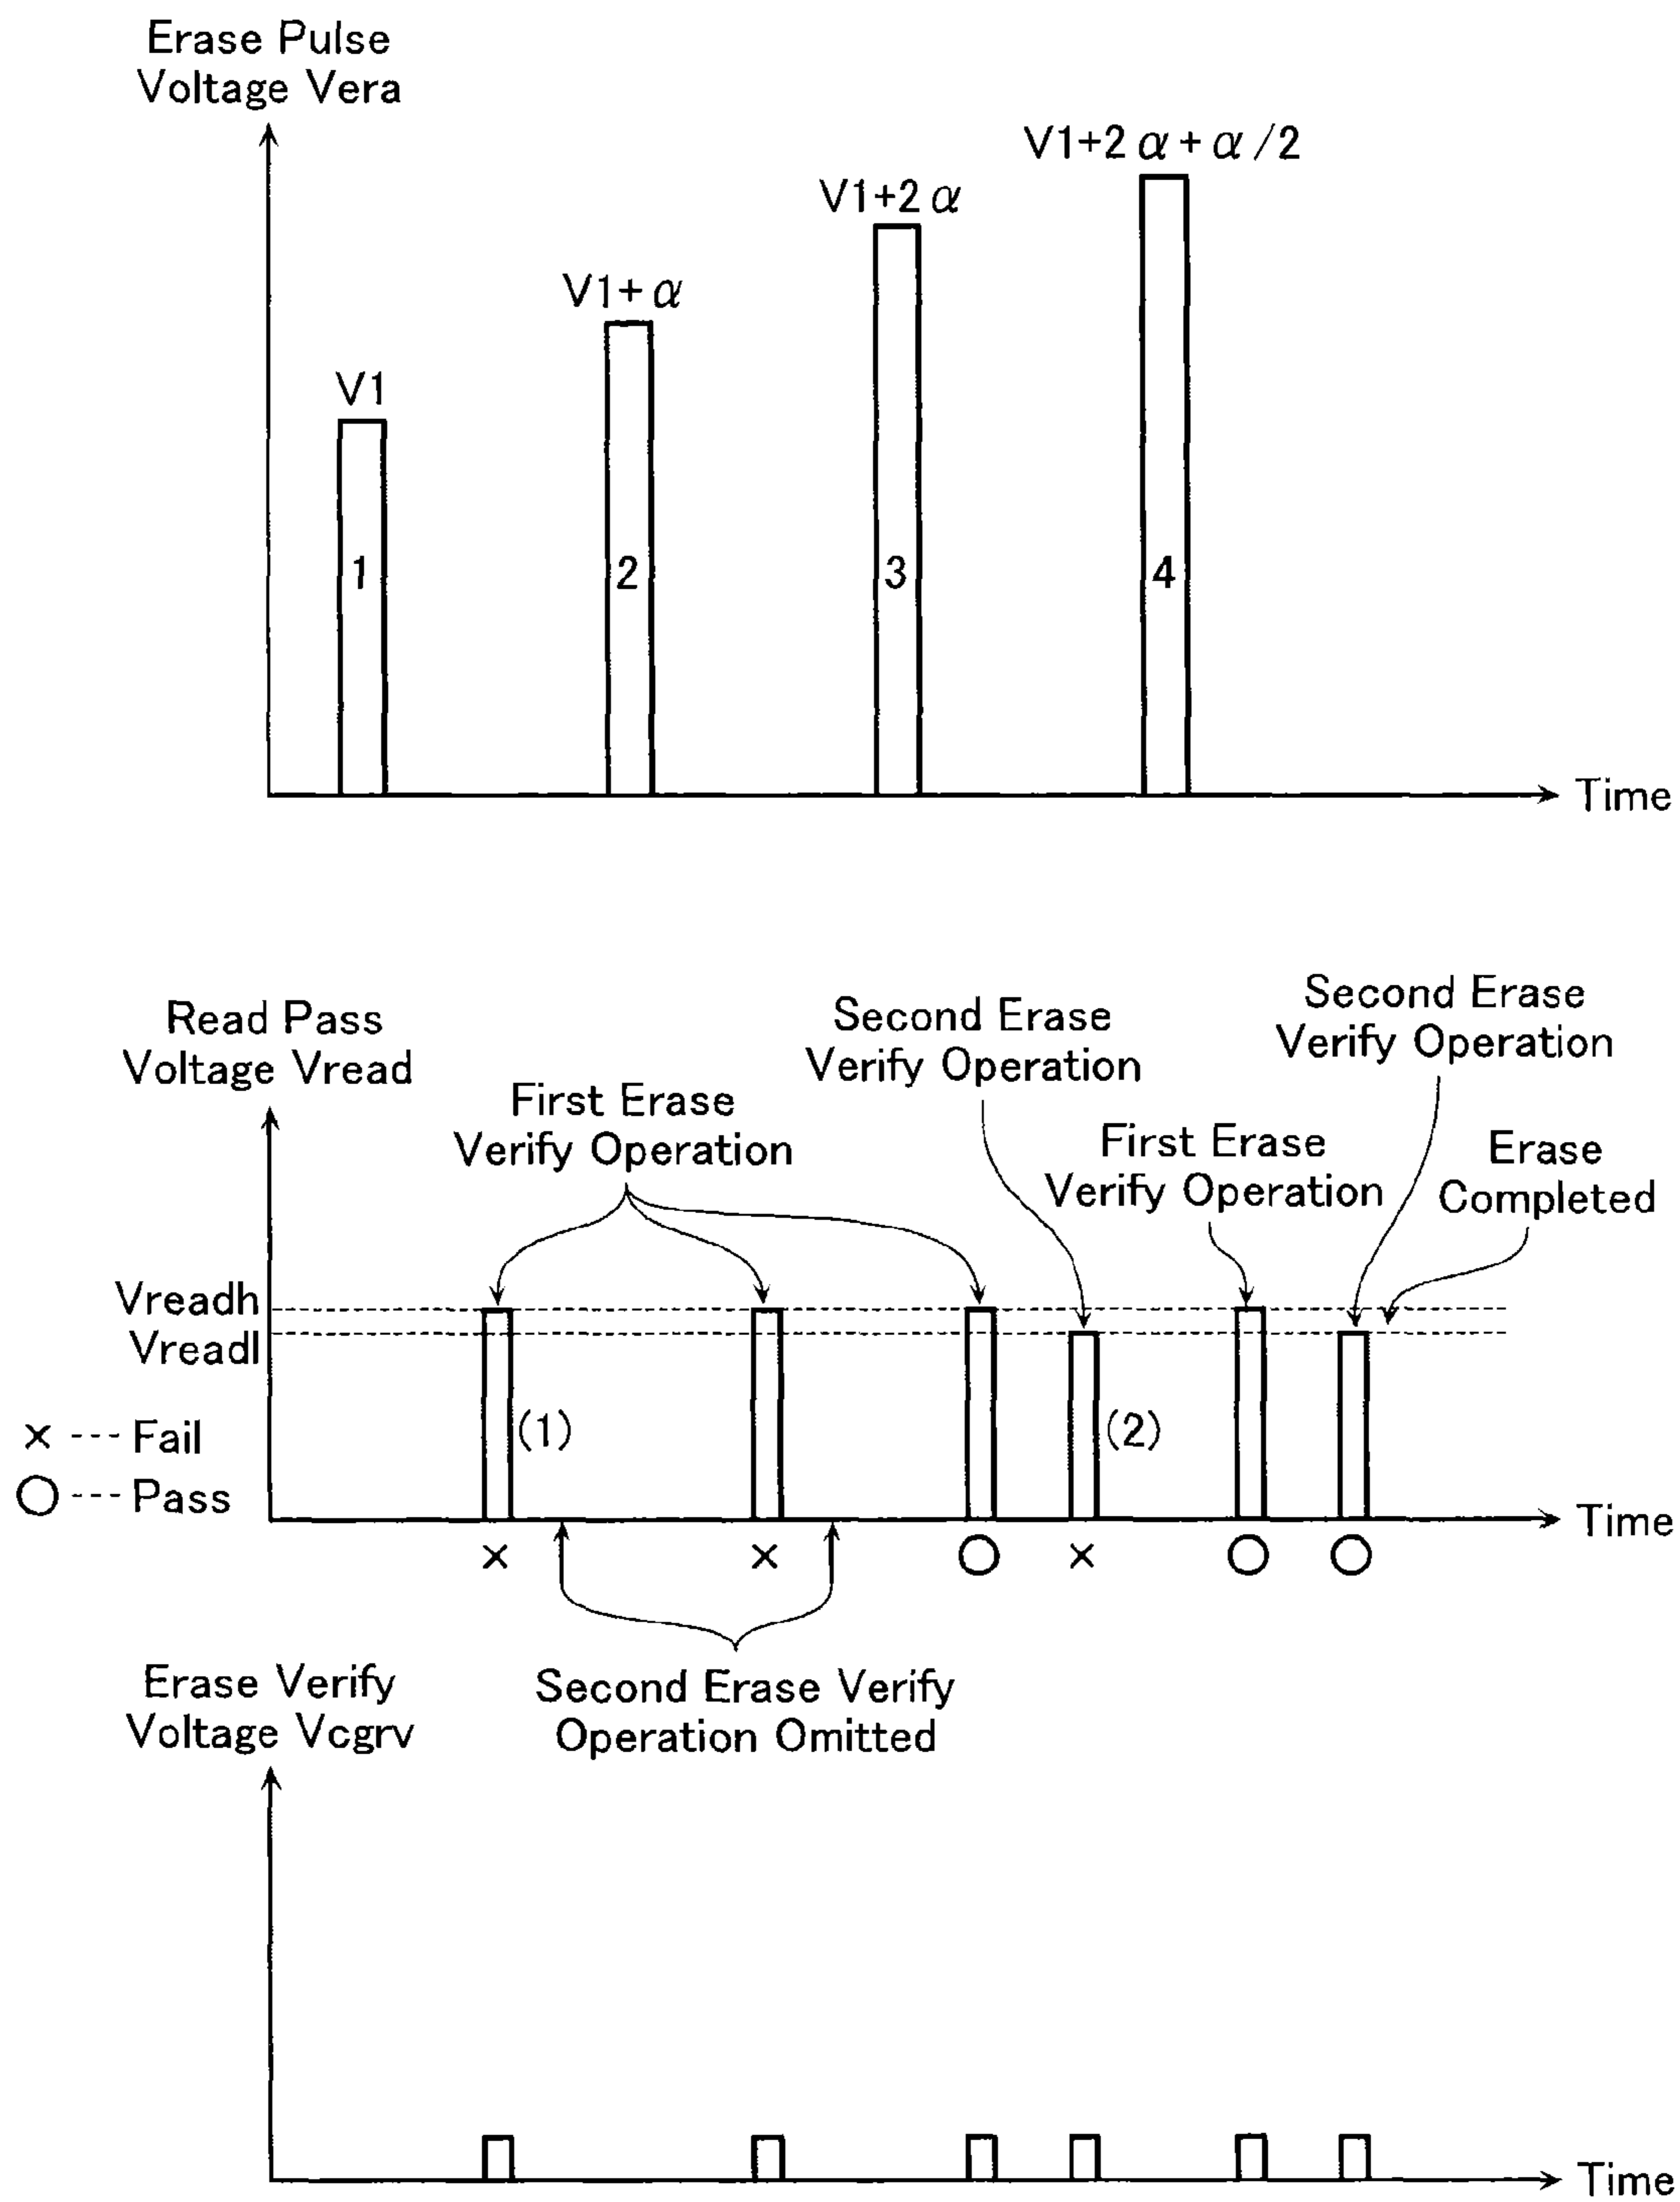 Erase Pulse
Voltage Vera
V1
V1+α
V1+2α
V1+2α+α/2
1
2
3
4
Time
Read Pass
Voltage Vread
First Erase
Verify Operation
Second Erase
Verify Operation
First Erase
Verify Operation
Second Erase
Verify Operation
Erase
Completed
Vreadh
Vreadl
(1)
(2)
× --- Fail
○ --- Pass
Time
× × ○ × ○ ○
Second Erase Verify
Operation Omitted
Erase Verify
Voltage Vcgrv
Time